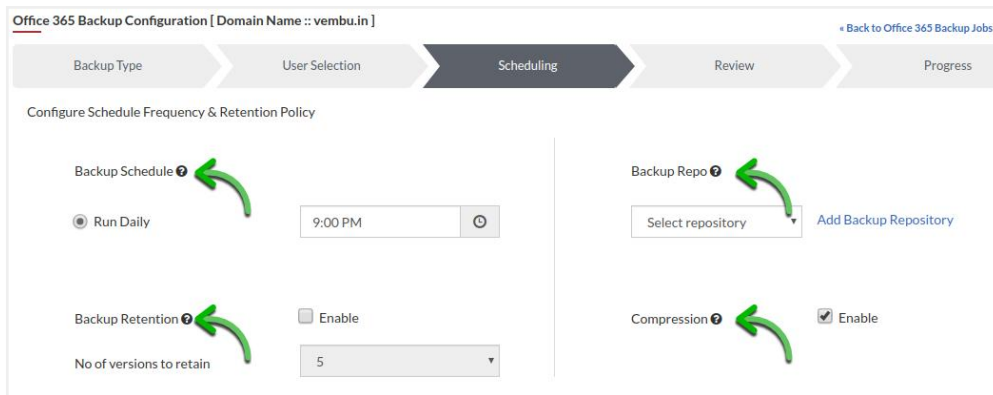 Office 365 Backup Configuration [ Domain Name :: vembu.in ]
« Back to Office 365 Backup Jobs
Backup Type
User Selection
Scheduling
Review
Progress
Configure Schedule Frequency & Retention Policy
Backup Schedule
Backup Repo
Run Daily
9:00 PM
Select repository
Add Backup Repository
Backup Retention
Enable
Compression
Enable
No of versions to retain
5